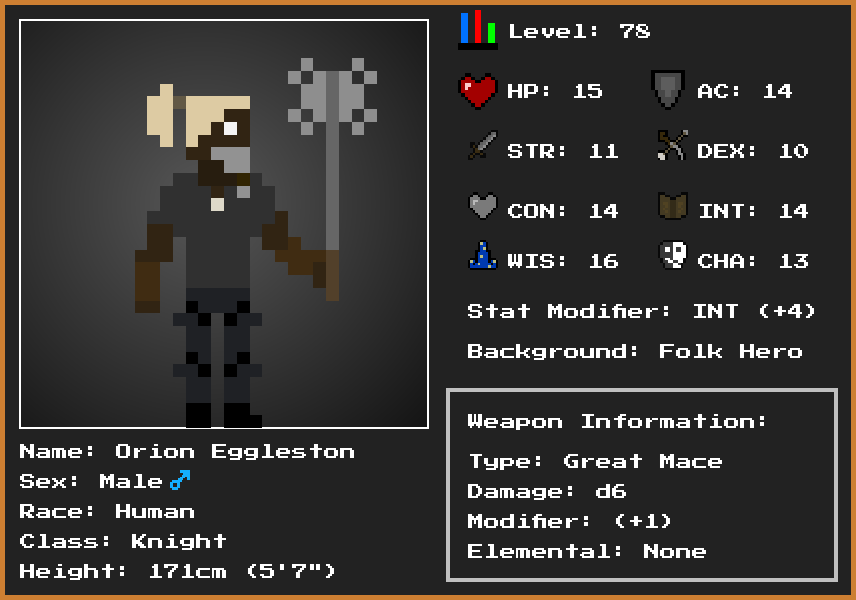 Level: 78
HP: 15 AC: 14
STR: 11 DEX: 10
CON: 14 INT: 14
WIS: 16 CHA: 13
Stat Modifier: INT (+4)
Background: Folk Hero
Weapon Information:
Type: Great Mace
Damage: d6
Modifier: (+1)
Elemental: None
Name: Orion Eggleston
Sex: Male ♂
Race: Human
Class: Knight
Height: 171cm (5'7")